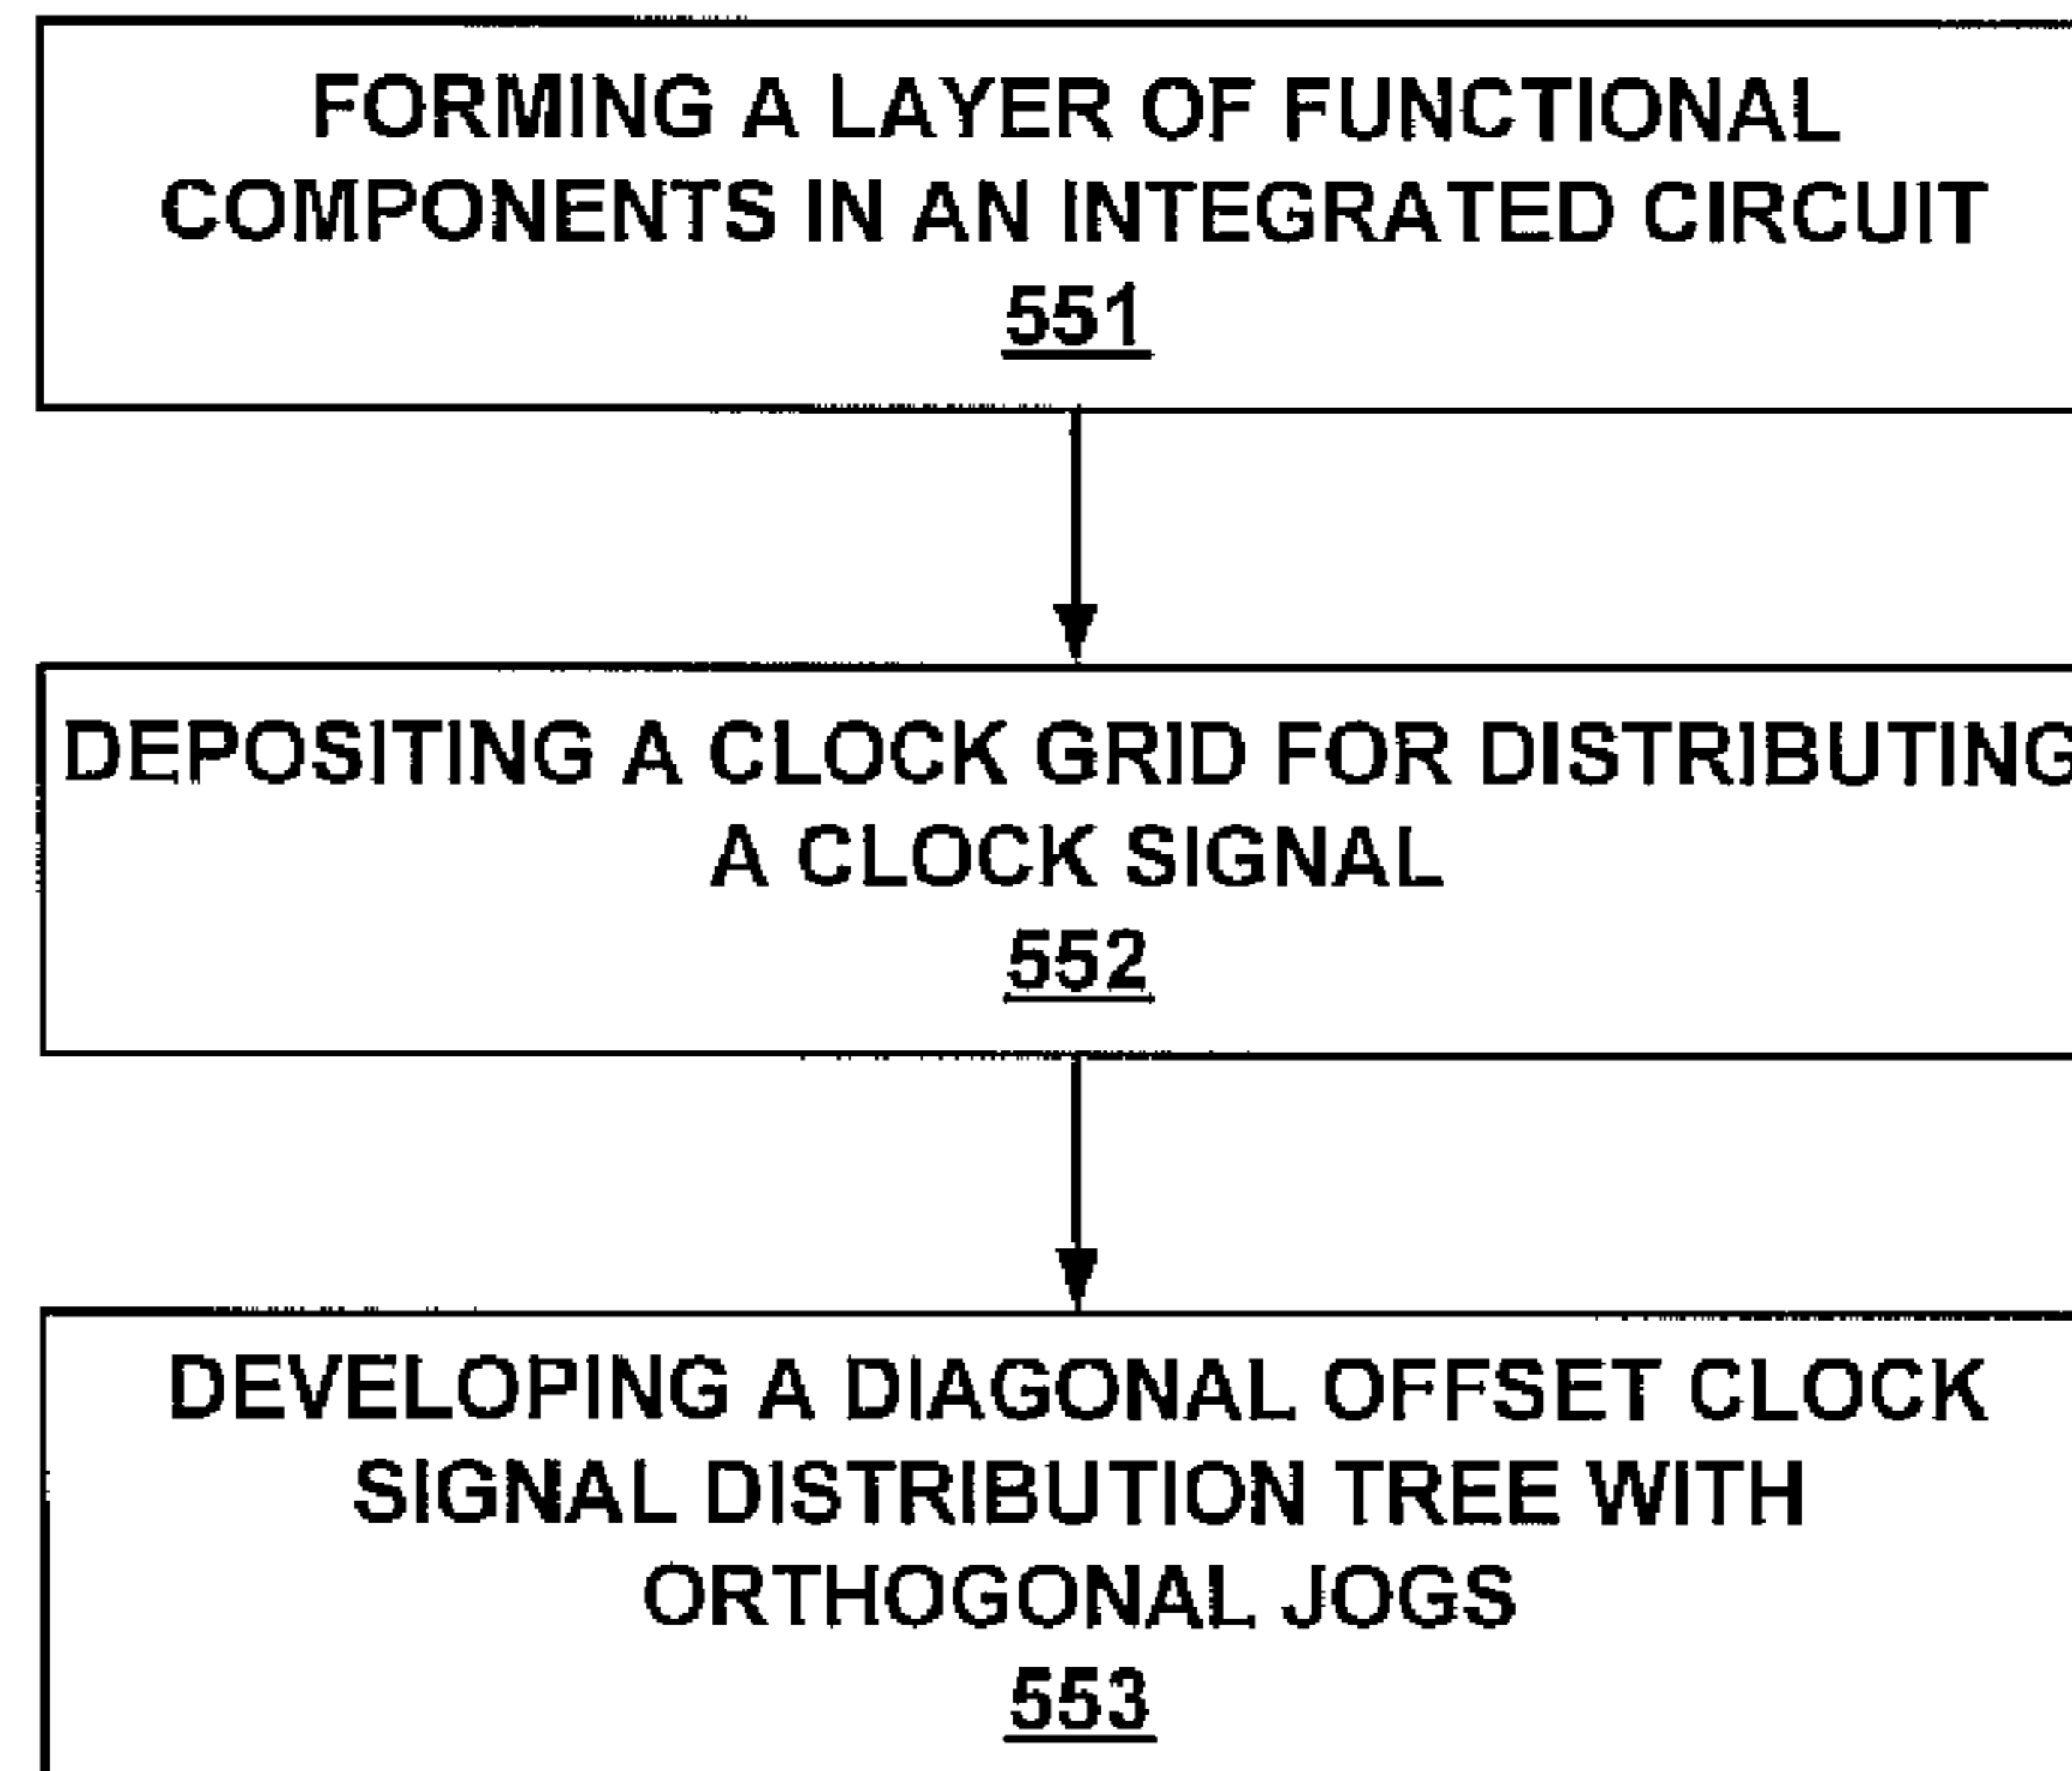 FORMING A LAYER OF FUNCTIONAL
COMPONENTS IN AN INTEGRATED CIRCUIT
551
DEPOSITING A CLOCK GRID FOR DISTRIBUTING
A CLOCK SIGNAL
552
DEVELOPING A DIAGONAL OFFSET CLOCK
SIGNAL DISTRIBUTION TREE WITH
ORTHOGONAL JOGS
553